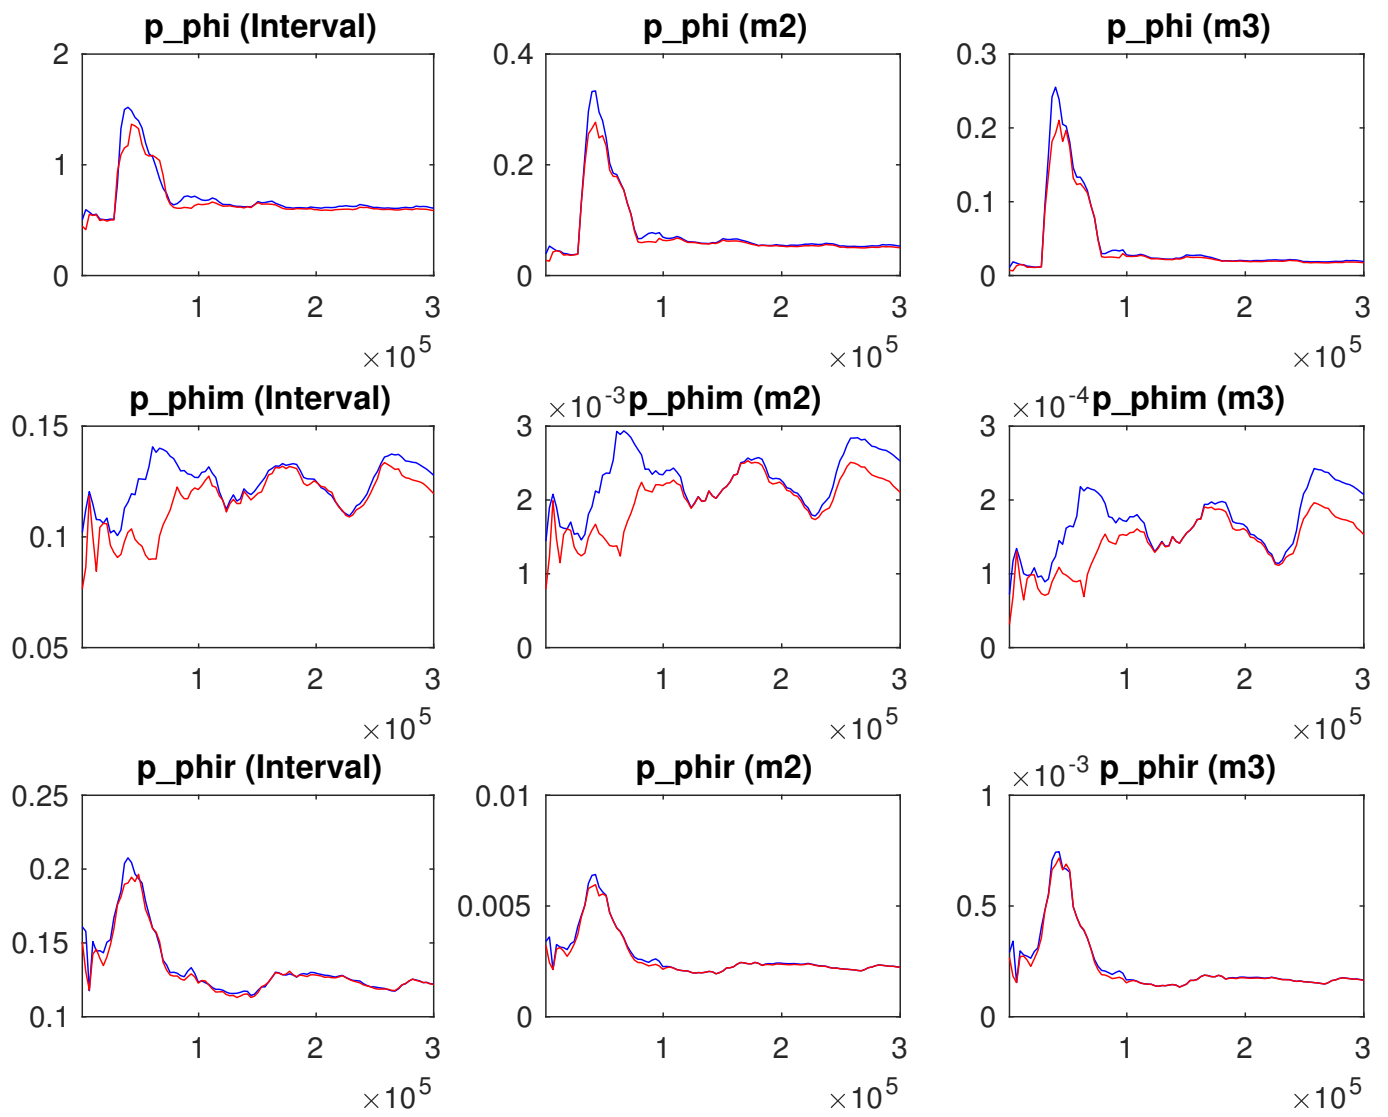 p_phi (Interval)
p_phi (m2)
p_phi (m3)
2
1
0
1 2 3
×10^5
0.4
0.2
0
1 2 3
×10^5
0.3
0.2
0.1
0
1 2 3
×10^5
p_phim (Interval)
×10^-3 p_phim (m2)
×10^-4 p_phim (m3)
0.15
0.1
0.05
1 2 3
×10^5
3
2
1
0
1 2 3
×10^5
3
2
1
0
1 2 3
×10^5
p_phir (Interval)
p_phir (m2)
×10^-3 p_phir (m3)
0.25
0.2
0.15
0.1
1 2 3
×10^5
0.01
0.005
0
1 2 3
×10^5
1
0.5
0
1 2 3
×10^5